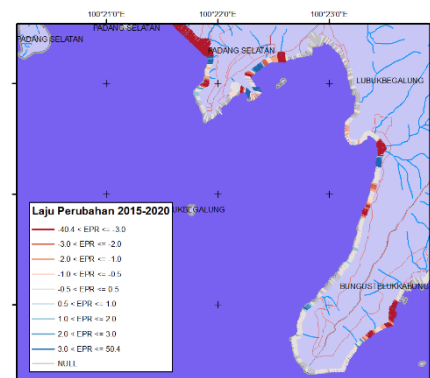 100°21'0"E 100°22'0"E 100°23'0"E
PADANG SELATAN
PADANG SELATAN
PADANG SELATAN
LUBUKBEGALUNG
UKBEGALUNG
BUNGUSTELUKKABUNG
Laju Perubahan 2015-2020
-40.4 < EPR <= -3.0
-3.0 < EPR <= -2.0
-2.0 < EPR <= -1.0
-1.0 < EPR <= -0.5
-0.5 < EPR <= 0.5
0.5 < EPR <= 1.0
1.0 < EPR <= 2.0
2.0 < EPR <= 3.0
3.0 < EPR <= 50.4
NULL